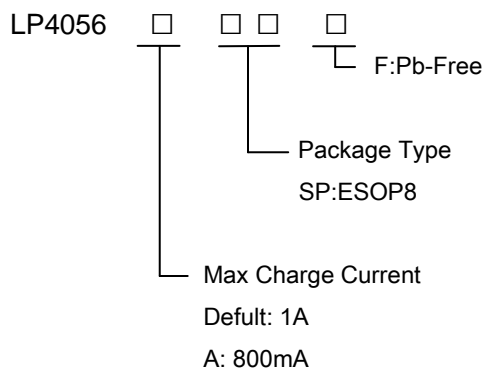 LP4056 □ □ □ □
F:Pb-Free
Package Type
SP:ESOP8
Max Charge Current
Defult: 1A
A: 800mA